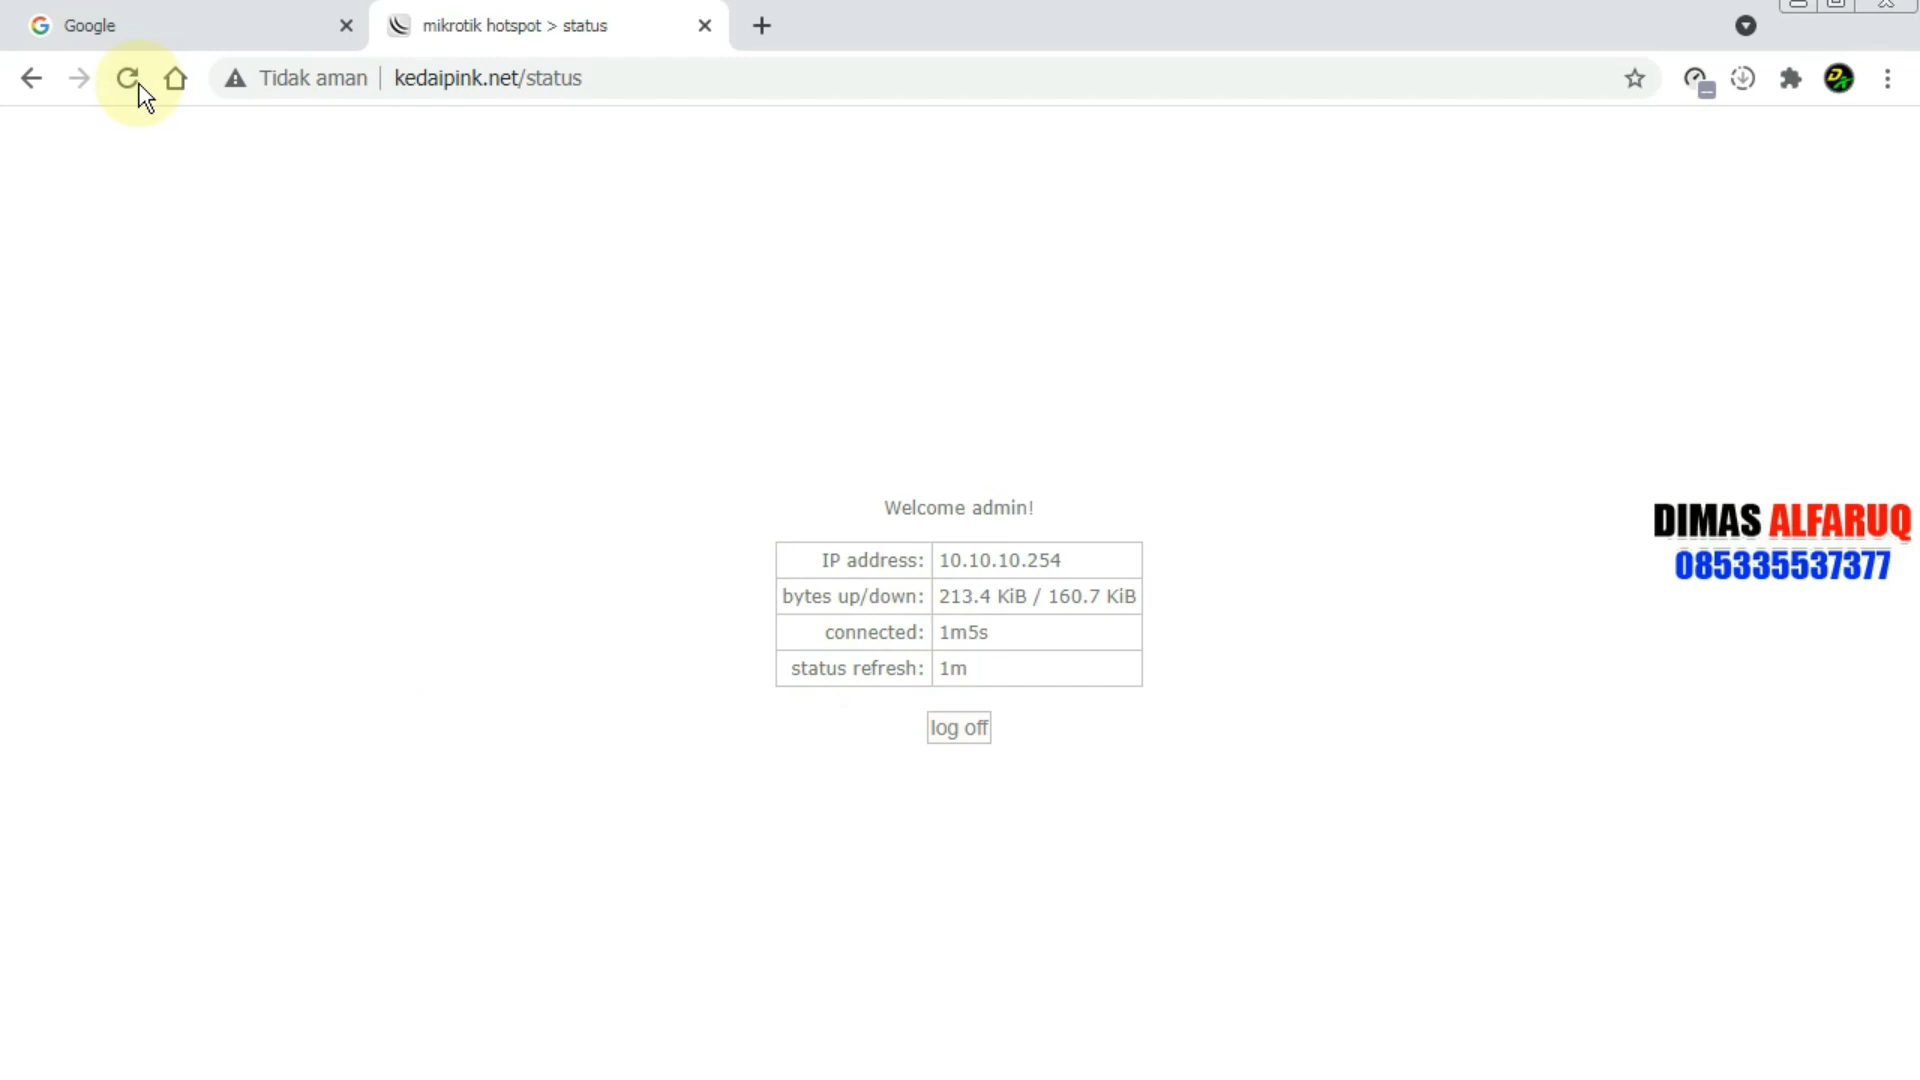 Google
mikrotik hotspot > status
Tidak aman
kedaipink.net/status
Welcome admin!
IP address: 10.10.10.254
bytes up/down: 213.4 KiB / 160.7 KiB
connected: 1m5s
status refresh: 1m
log off
DIMAS ALFARUQ
085335537377